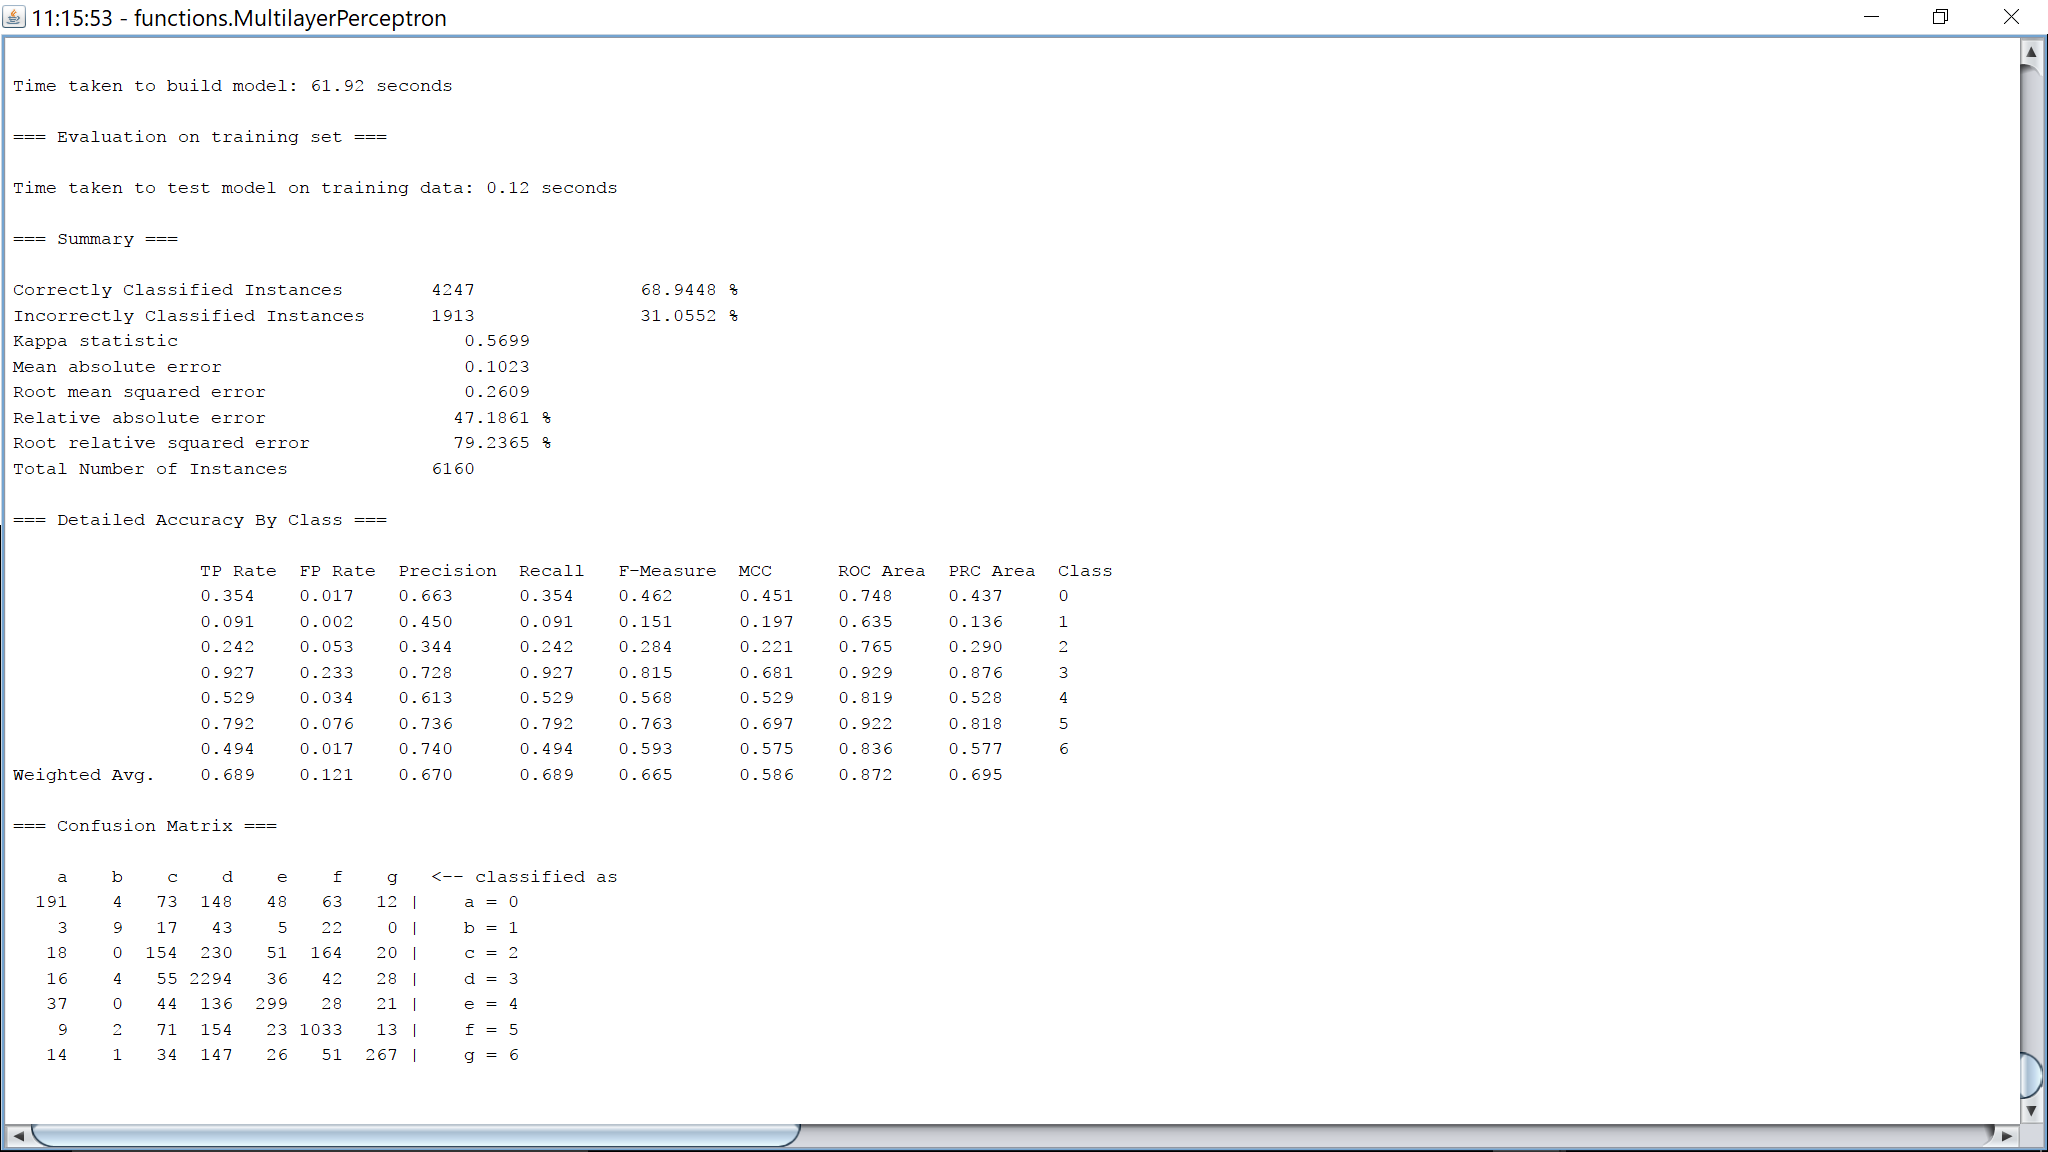 11:15:53 - functions.MultilayerPerceptron
Time taken to build model: 61.92 seconds
=== Evaluation on training set ===
Time taken to test model on training data: 0.12 seconds
=== Summary ===
Correctly Classified Instances 4247 68.9448 %
Incorrectly Classified Instances 1913 31.0552 %
Kappa statistic 0.5699
Mean absolute error 0.1023
Root mean squared error 0.2609
Relative absolute error 47.1861 %
Root relative squared error 79.2365 %
Total Number of Instances 6160
=== Detailed Accuracy By Class ===
TP Rate FP Rate Precision Recall F-Measure MCC ROC Area PRC Area Class
0.354 0.017 0.663 0.354 0.462 0.451 0.748 0.437 0
0.091 0.002 0.450 0.091 0.151 0.197 0.635 0.136 1
0.242 0.053 0.344 0.242 0.284 0.221 0.765 0.290 2
0.927 0.233 0.728 0.927 0.815 0.681 0.929 0.876 3
0.529 0.034 0.613 0.529 0.568 0.529 0.819 0.528 4
0.792 0.076 0.736 0.792 0.763 0.697 0.922 0.818 5
0.494 0.017 0.740 0.494 0.593 0.575 0.836 0.577 6
Weighted Avg. 0.689 0.121 0.670 0.689 0.665 0.586 0.872 0.695
=== Confusion Matrix ===
a b c d e f g <-- classified as
191 4 73 148 48 63 12 | a = 0
3 9 17 43 5 22 0 | b = 1
18 0 154 230 51 164 20 | c = 2
16 4 55 2294 36 42 28 | d = 3
37 0 44 136 299 28 21 | e = 4
9 2 71 154 23 1033 13 | f = 5
14 1 34 147 26 51 267 | g = 6